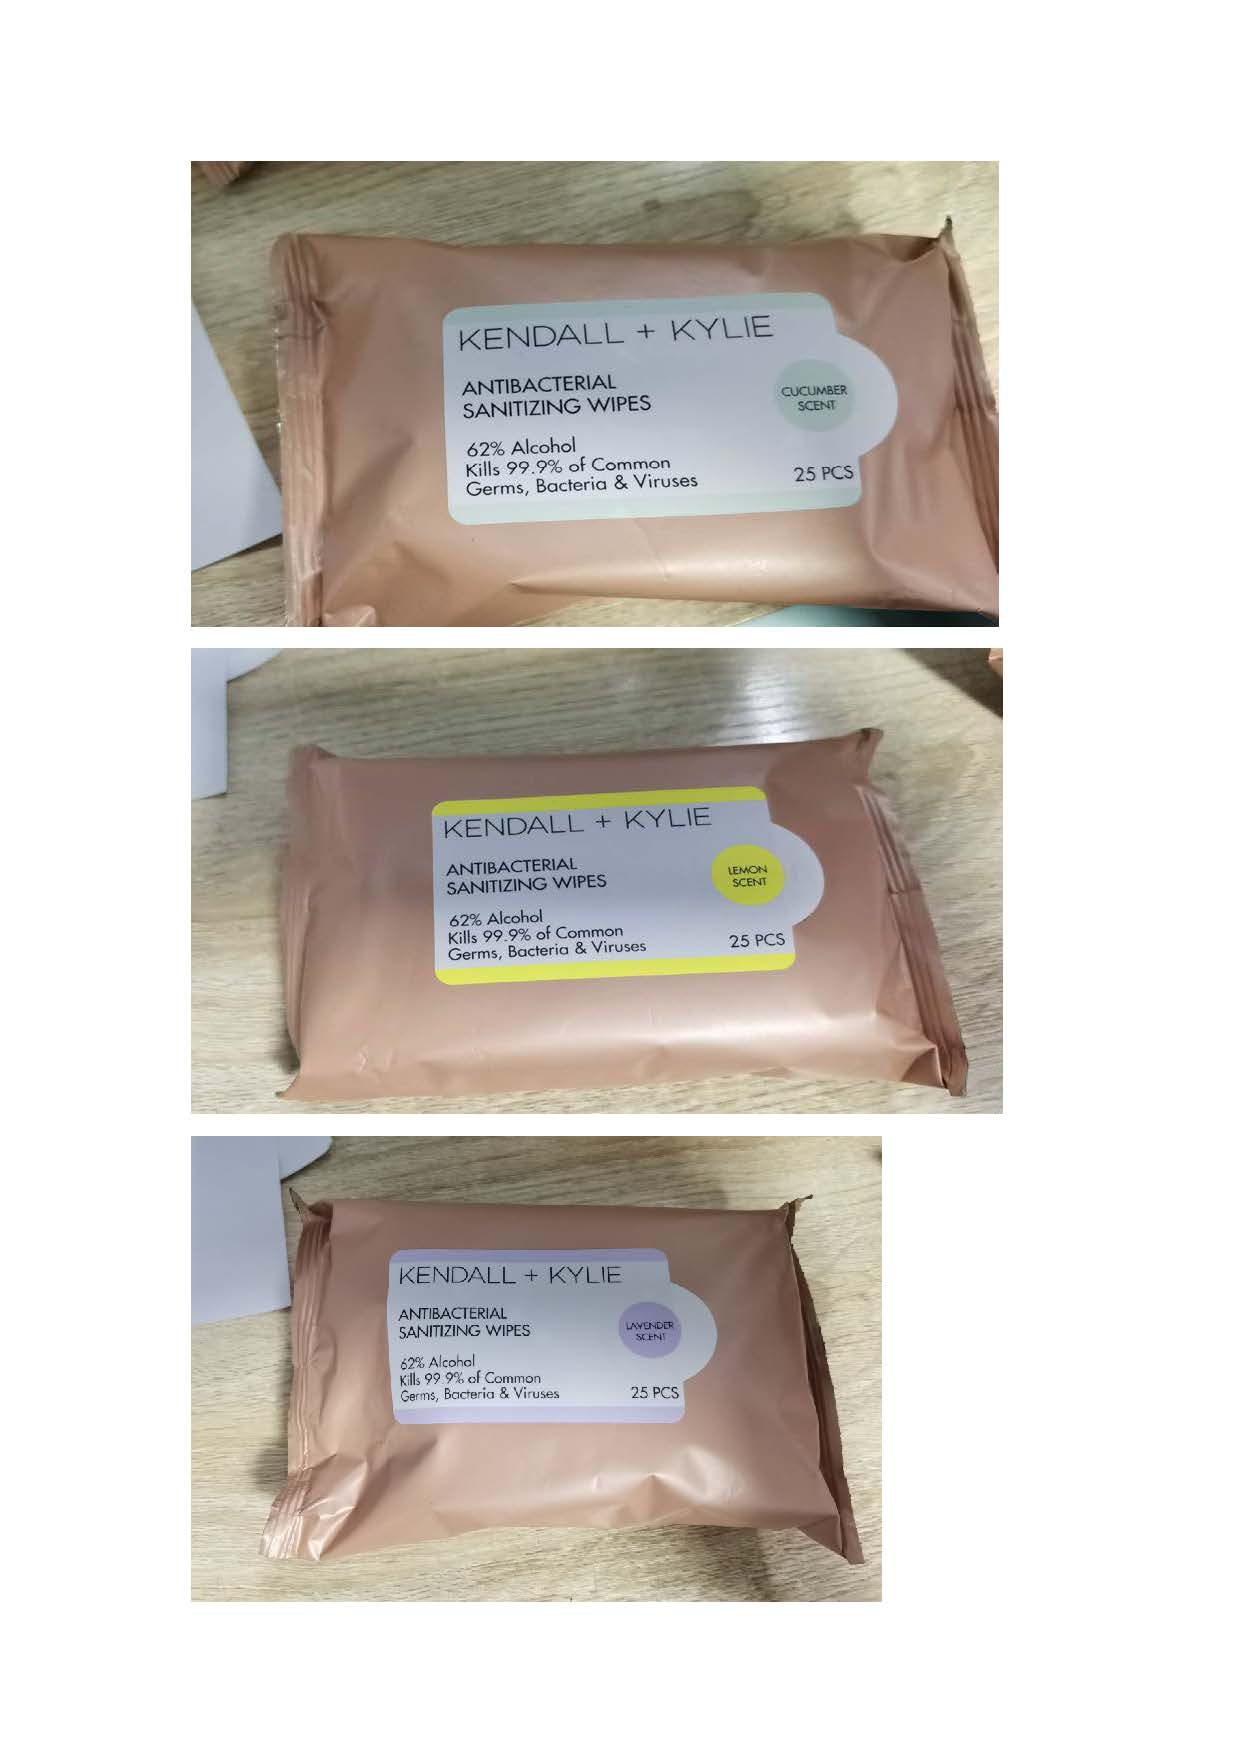 KENDALL + KYLIE
ANTIBACTERIAL
SANITIZING WIPES
CUCUMBER
SCENT
62% Alcohol
Kills 99.9% of Common
Germs, Bacteria & Viruses
25 PCS
KENDALL + KYLIE
ANTIBACTERIAL
SANITIZING WIPES
LEMON
SCENT
62% Alcohol
Kills 99.9% of Common
Germs, Bacteria & Viruses
25 PCS
KENDALL + KYLIE
ANTIBACTERIAL
SANITIZING WIPES
LAVENDER
SCENT
62% Alcohol
Kills 99.9% of Common
Germs, Bacteria & Viruses
25 PCS